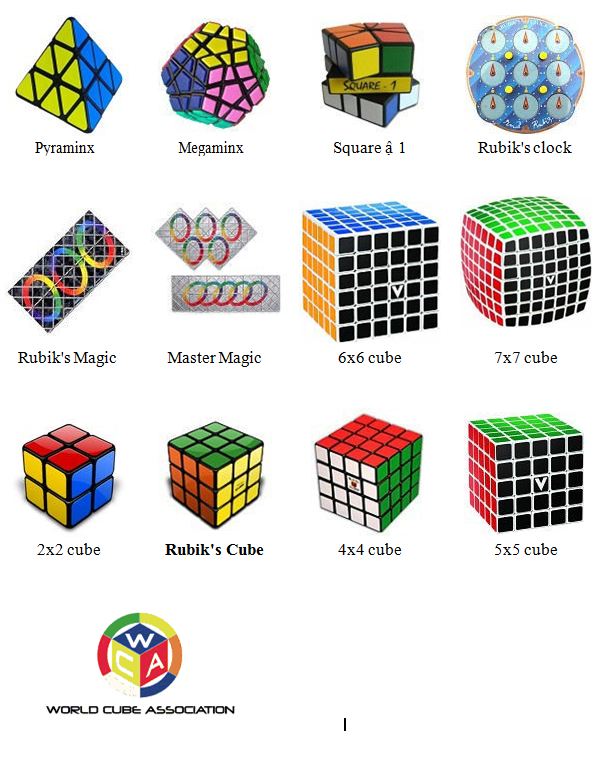 SQUARE - 1
Pyraminx
Megaminx
Square ậ 1
Rubik's clock
V
V
Rubik's Magic
Master Magic
6x6 cube
7x7 cube
V
2x2 cube
Rubik's Cube
4x4 cube
5x5 cube
W
C A
WORLD CUBE ASSOCIATION